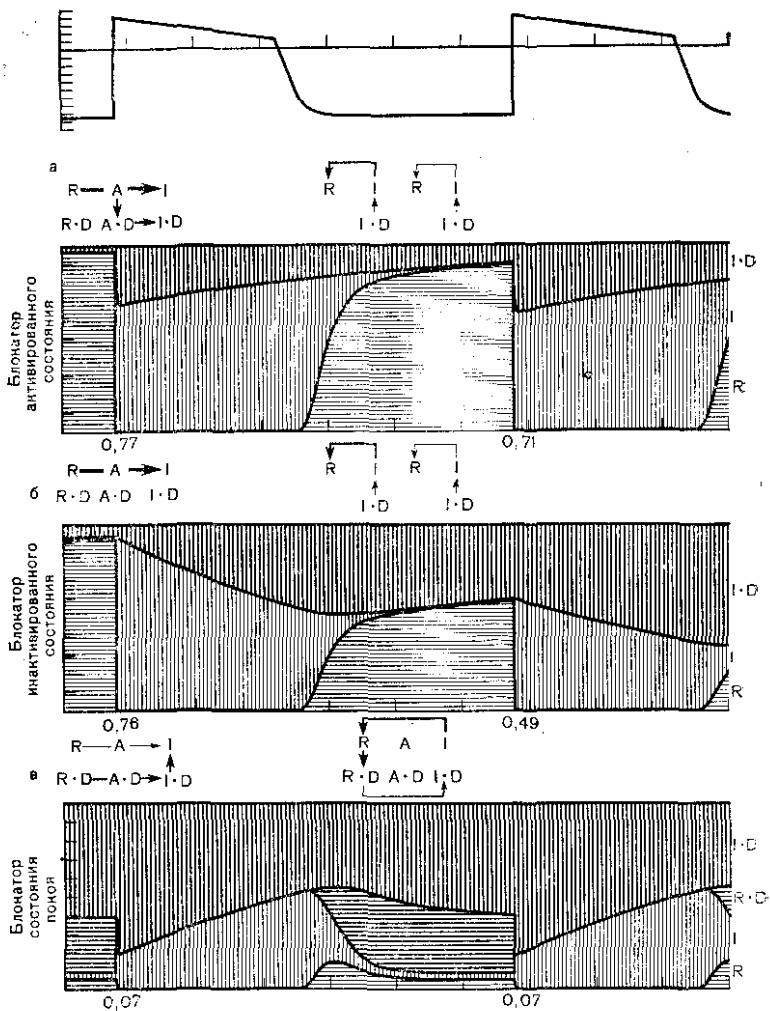 а
R A I R I R I
R·D A·D I·D I·D I·D
I·D
I
R
Блокатор
активированного
состояния
0,77 0,71
R A I R I R I
б R·D A·D I·D I·D I·D
I·D
I
R
Блокатор
инактивированного
состояния
0,76 0,49
R A I R A I
в R·D A·D I·D R·D A·D I·D
I·D
R·D
I
R
Блокатор
состояния
покоя
0,07 0,07